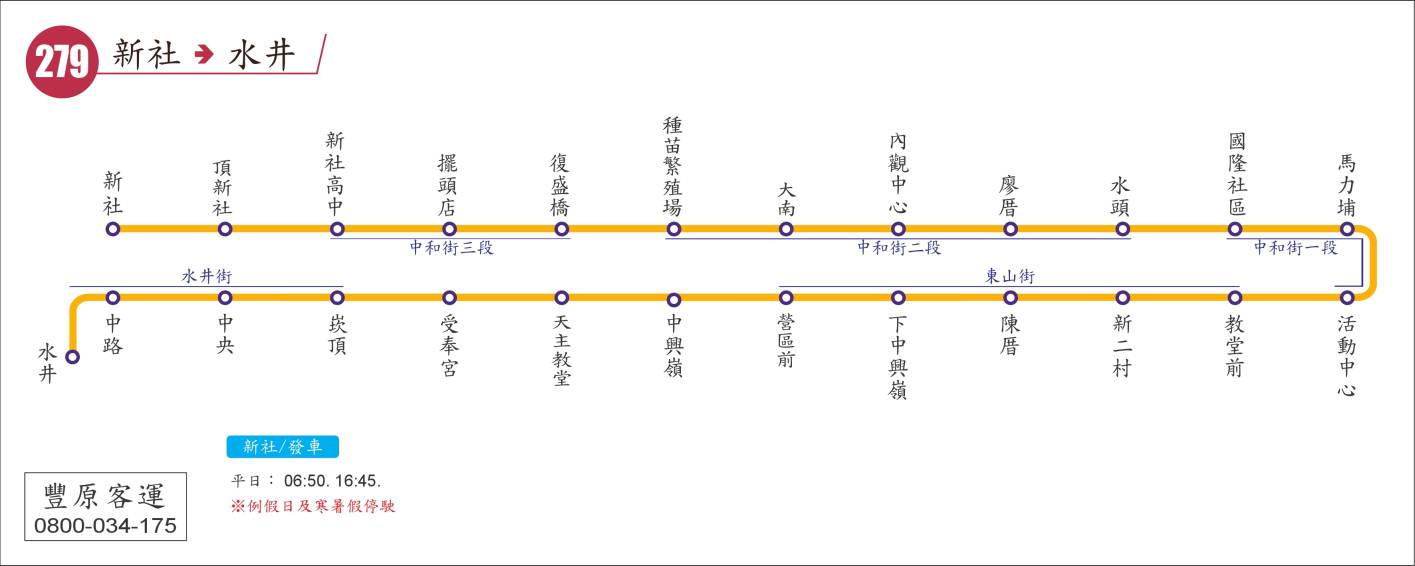 279 新社 → 水井
新社
頂新社
新社高中
擺頭店
復盛橋
種苗繁殖場
大南
內觀中心
廖厝
水頭
國隆社區
馬力埔
中和街三段
中和街二段
中和街一段
水井街
東山街
水井
中路
中央
崁頂
受奉宮
天主教堂
中興嶺
營區前
下中興嶺
陳厝
新二村
教堂前
活動中心
新社/發車
平日： 06:50. 16:45.
※例假日及寒暑假停駛
豐原客運
0800-034-175